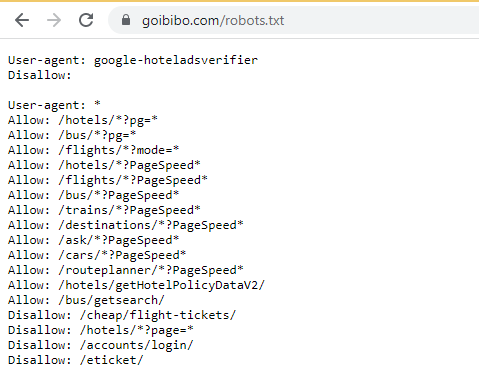 goibibo.com/robots.txt
User-agent: google-hoteladsverifier
Disallow:
User-agent: *
Allow: /hotels/*?pg=*
Allow: /bus/*?pg=*
Allow: /flights/*?mode=*
Allow: /hotels/*?PageSpeed*
Allow: /flights/*?PageSpeed*
Allow: /bus/*?PageSpeed*
Allow: /trains/*?PageSpeed*
Allow: /destinations/*?PageSpeed*
Allow: /ask/*?PageSpeed*
Allow: /cars/*?PageSpeed*
Allow: /routeplanner/*?PageSpeed*
Allow: /hotels/getHotelPolicyDataV2/
Allow: /bus/getsearch/
Disallow: /cheap/flight-tickets/
Disallow: /hotels/*?page=*
Disallow: /accounts/login/
Disallow: /eticket/